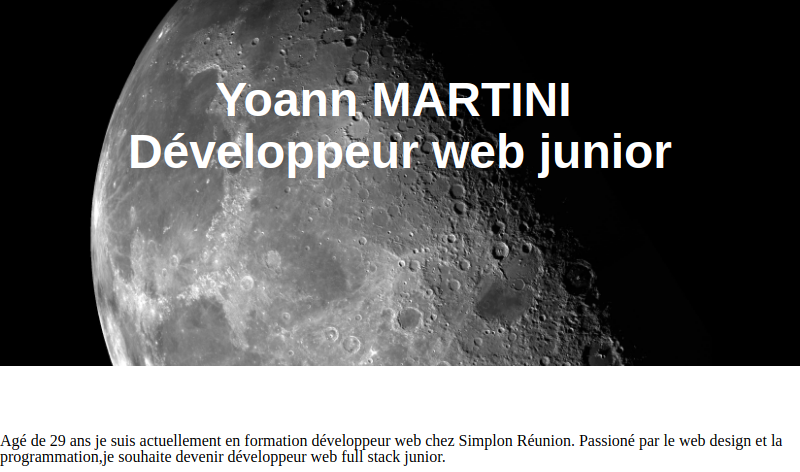 Yoann MARTINI
Développeur web junior
Agé de 29 ans je suis actuellement en formation développeur web chez Simplon Réunion. Passioné par le web design et la
programmation,je souhaite devenir développeur web full stack junior.